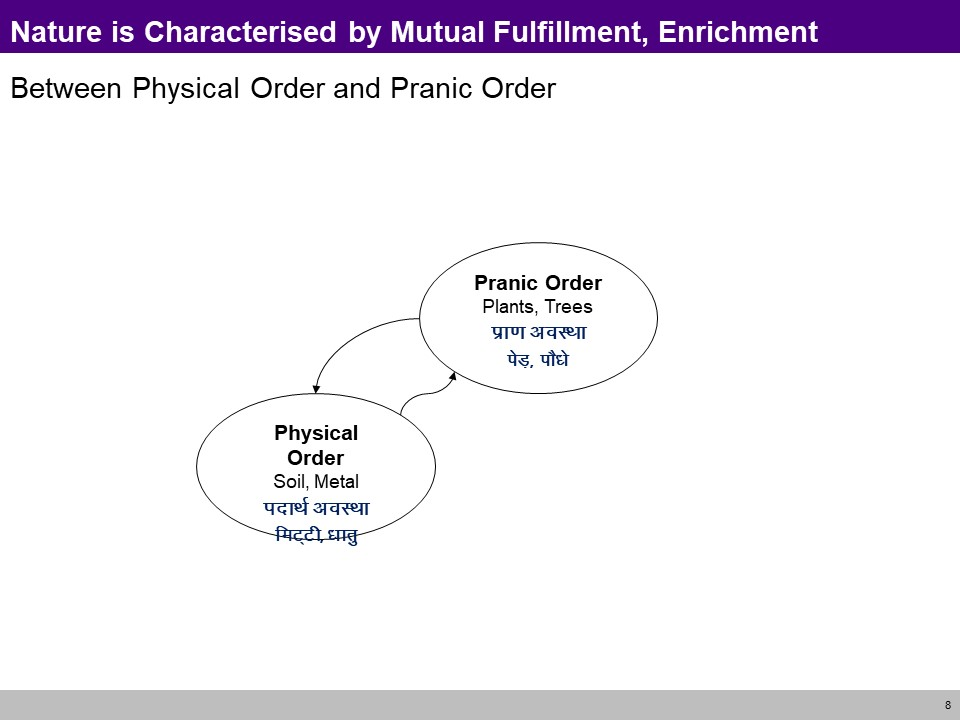 Nature is Characterised by Mutual Fulfillment, Enrichment
Between Physical Order and Pranic Order
Pranic Order
Plants, Trees
प्राण अवस्था
पेड़, पौधे
Physical
Order
Soil, Metal
पदार्थ अवस्था
मिट्टी, धातु
8